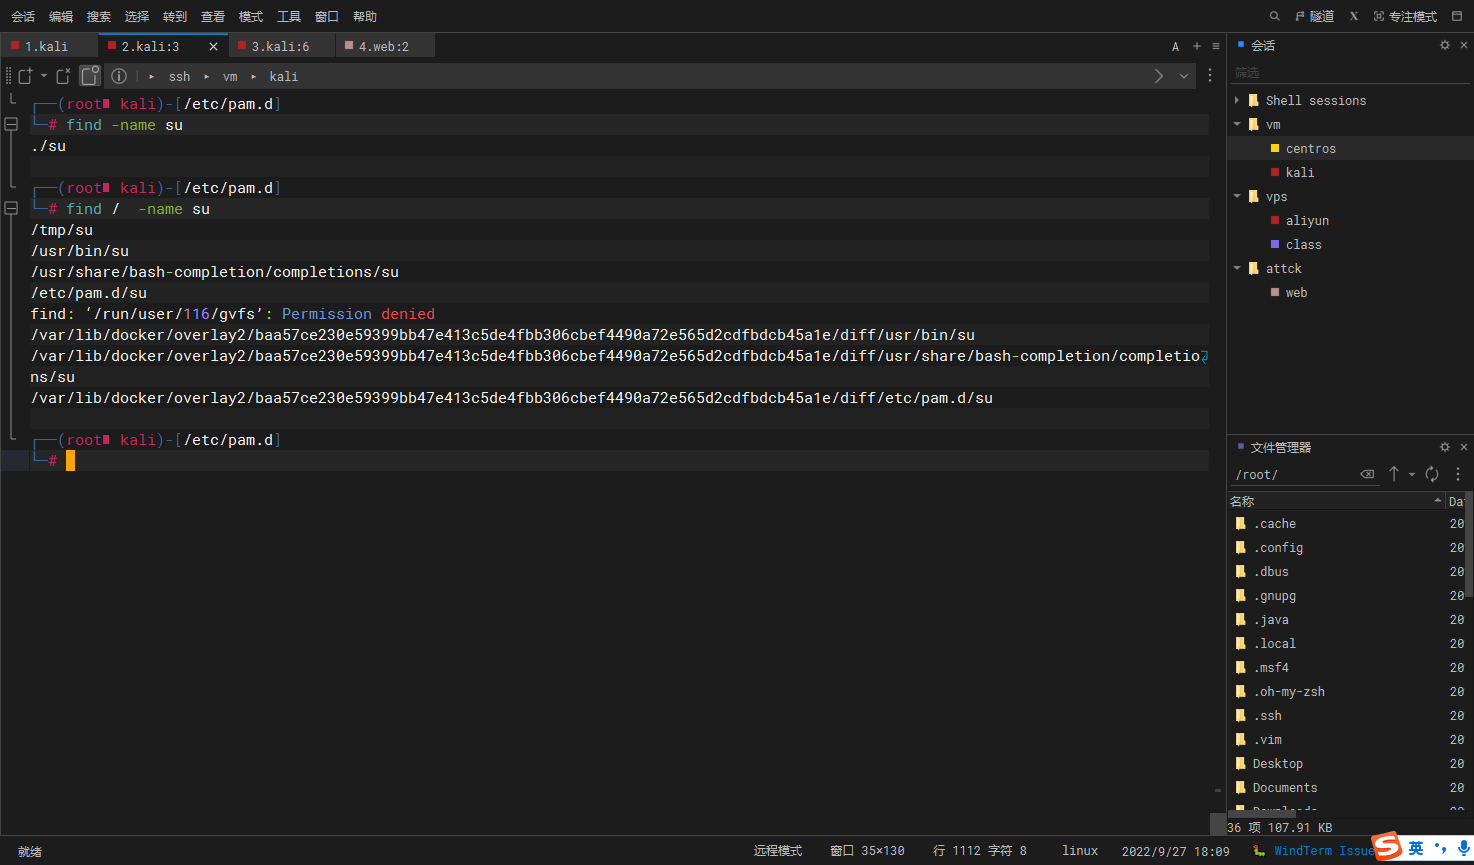 会话 编辑 搜索 选择 转到 查看 模式 工具 窗口 帮助 隧道 X 专注模式
1.kali 2.kali:3 × 3.kali:6 4.web:2 A + ≡
ssh ▸ vm ▸ kali
┌──(root kali)-[/etc/pam.d]
└─# find -name su
./su
┌──(root kali)-[/etc/pam.d]
└─# find /  -name su
/tmp/su
/usr/bin/su
/usr/share/bash-completion/completions/su
/etc/pam.d/su
find: ‘/run/user/116/gvfs’: Permission denied
/var/lib/docker/overlay2/baa57ce230e59399bb47e413c5de4fbb306cbef4490a72e565d2cdfbdcb45a1e/diff/usr/bin/su
/var/lib/docker/overlay2/baa57ce230e59399bb47e413c5de4fbb306cbef4490a72e565d2cdfbdcb45a1e/diff/usr/share/bash-completion/completio
ns/su
/var/lib/docker/overlay2/baa57ce230e59399bb47e413c5de4fbb306cbef4490a72e565d2cdfbdcb45a1e/diff/etc/pam.d/su
┌──(root kali)-[/etc/pam.d]
└─#
会话
筛选
Shell sessions
vm
centros
kali
vps
aliyun
class
attck
web
文件管理器
/root/
名称 Da
.cache 20
.config 20
.dbus 20
.gnupg 20
.java 20
.local 20
.msf4 20
.oh-my-zsh 20
.ssh 20
.vim 20
Desktop 20
Documents 20
36 项 107.91 KB
就绪 远程模式 窗口 35×130 行 1112 字符 8 linux 2022/9/27 18:09 WindTerm Issue
S 英